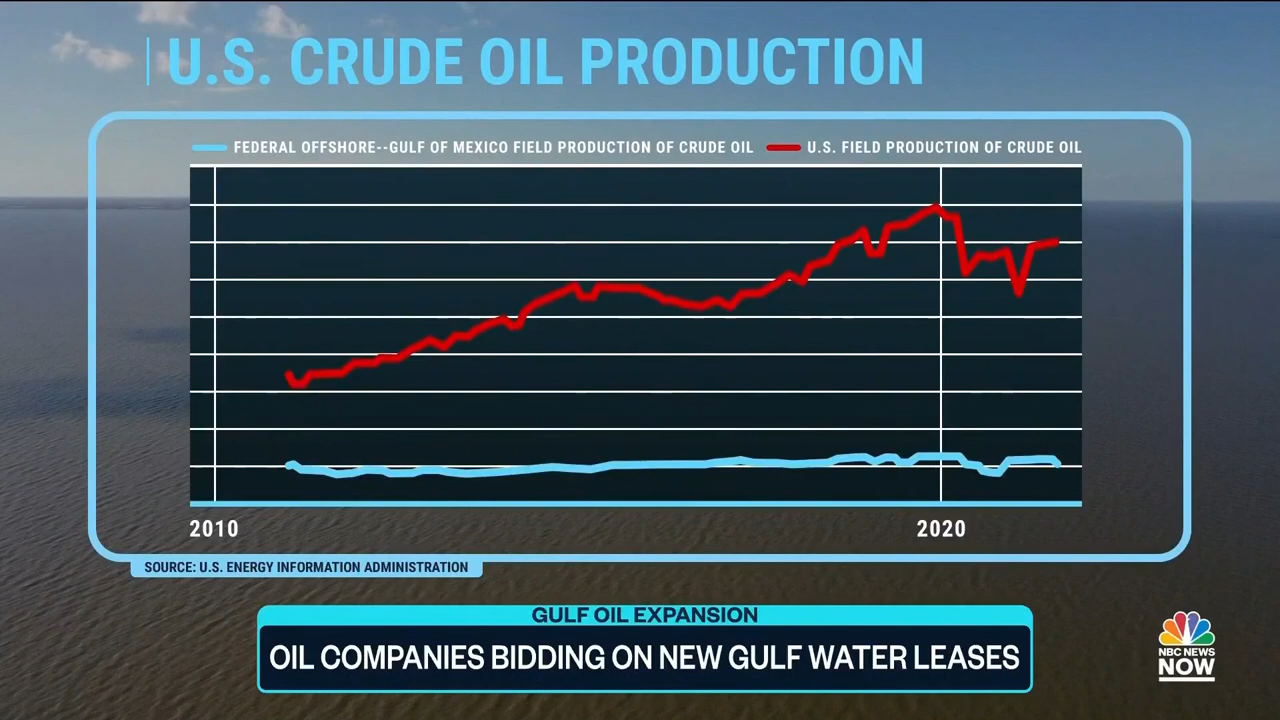 U.S. CRUDE OIL PRODUCTION
FEDERAL OFFSHORE--GULF OF MEXICO FIELD PRODUCTION OF CRUDE OIL
U.S. FIELD PRODUCTION OF CRUDE OIL
2010
2020
SOURCE: U.S. ENERGY INFORMATION ADMINISTRATION
GULF OIL EXPANSION
OIL COMPANIES BIDDING ON NEW GULF WATER LEASES
NBC NEWS
NOW